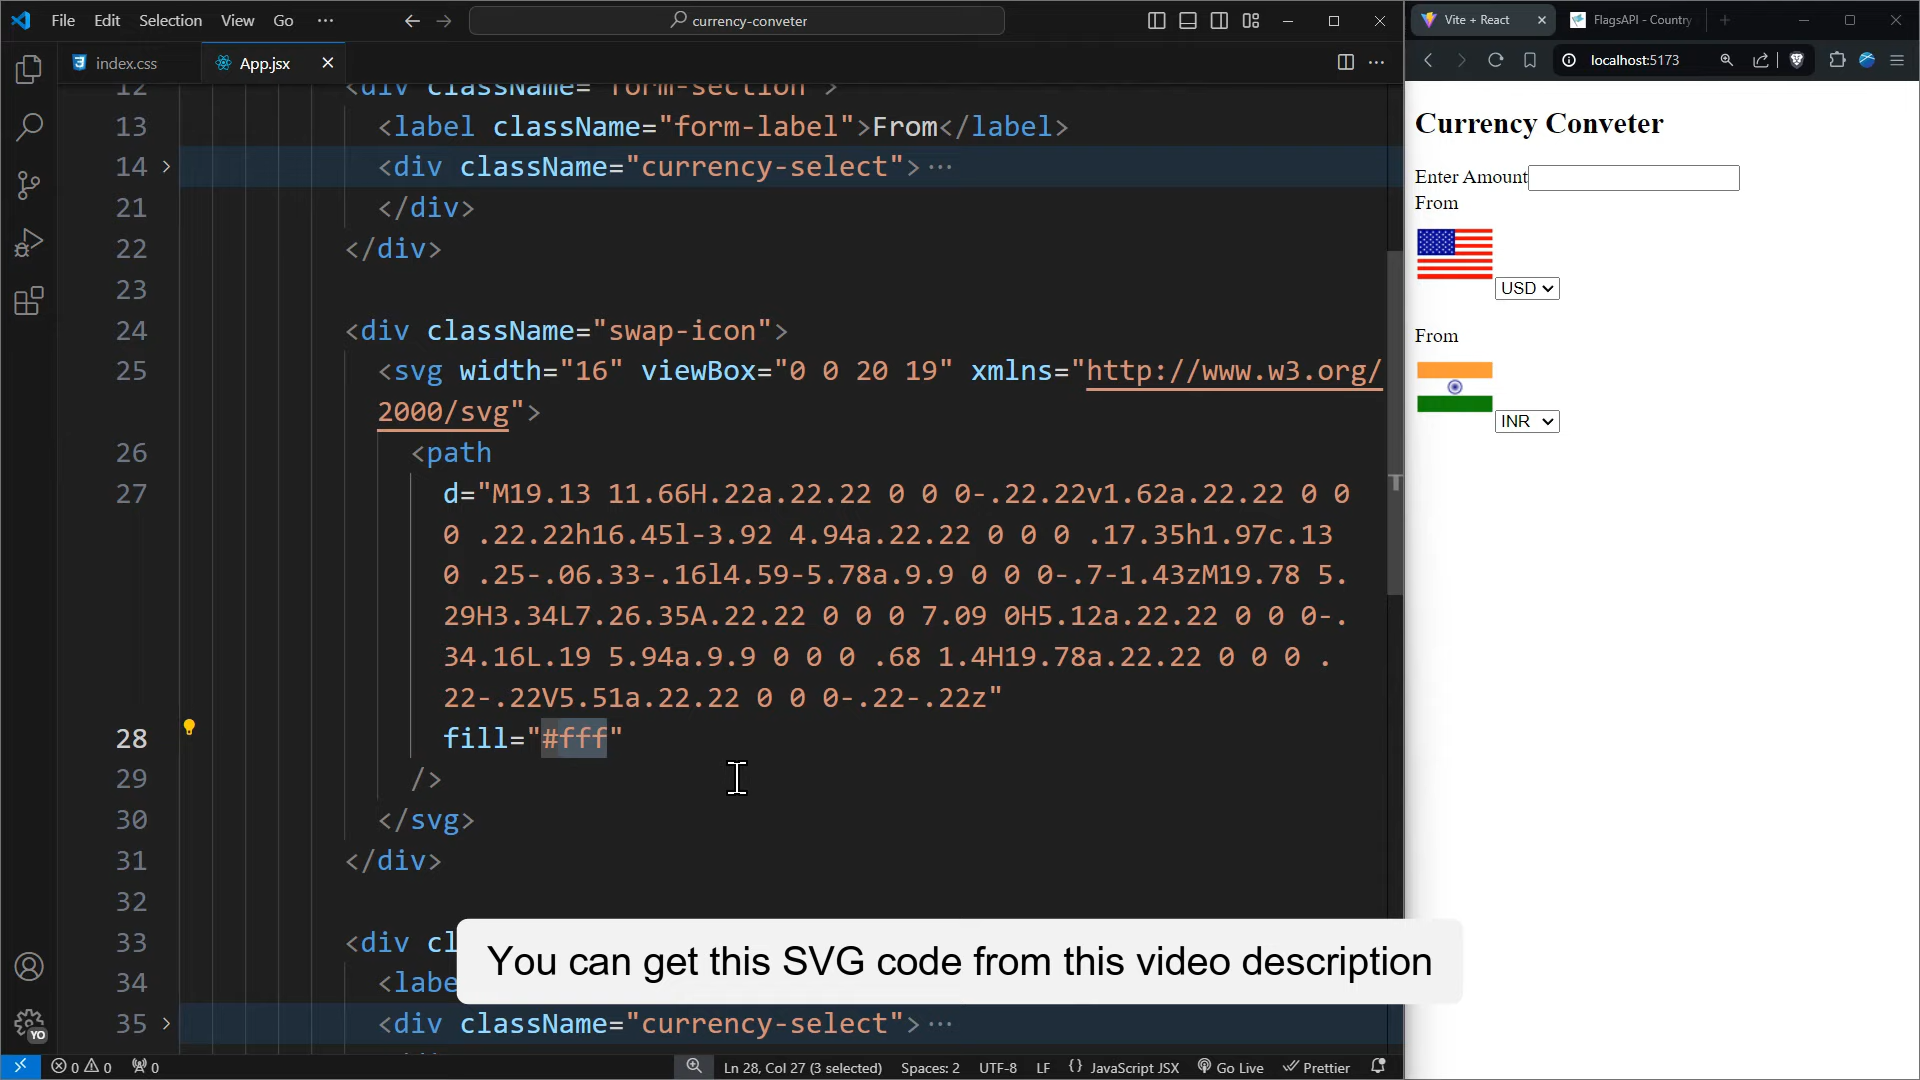 File Edit Selection View Go ··· currency-conveter
index.css App.jsx
12 <div className="form-section">
13 <label className="form-label">From</label>
14 <div className="currency-select">···
21 </div>
22 </div>
23
24 <div className="swap-icon">
25 <svg width="16" viewBox="0 0 20 19" xmlns="http://www.w3.org/
2000/svg">
26 <path
27 d="M19.13 11.66H.22a.22.22 0 0 0-.22.22v1.62a.22.22 0 0
0 .22.22h16.45l-3.92 4.94a.22.22 0 0 0 .17.35h1.97c.13
0 .25-.06.33-.16l4.59-5.78a.9.9 0 0 0-.7-1.43zM19.78 5.
29H3.34L7.26.35A.22.22 0 0 0 7.09 0H5.12a.22.22 0 0 0-.
34.16L.19 5.94a.9.9 0 0 0 .68 1.4H19.78a.22.22 0 0 0 .
22-.22V5.51a.22.22 0 0 0-.22-.22z"
28 fill="#fff"
29 />
30 </svg>
31 </div>
32
33 <div cl
34 <labe
35 <div className="currency-select">···
You can get this SVG code from this video description
YO
0 0 0 Ln 28, Col 27 (3 selected) Spaces: 2 UTF-8 LF {} JavaScript JSX Go Live Prettier
Vite + React FlagsAPI - Country
localhost:5173
Currency Conveter
Enter Amount
From
USD
From
INR